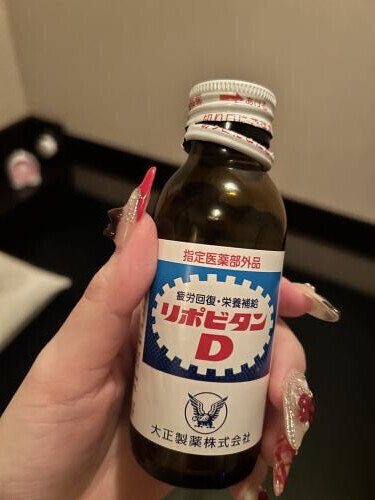 指定医薬部外品
疲労回復・栄養補給
リポビタン
D
大正製薬株式会社